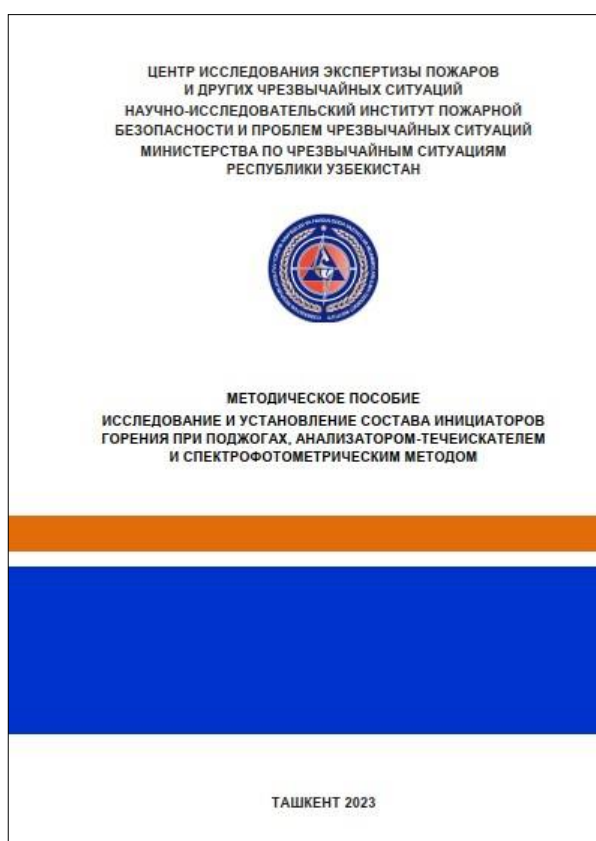 ЦЕНТР ИССЛЕДОВАНИЯ ЭКСПЕРТИЗЫ ПОЖАРОВ
И ДРУГИХ ЧРЕЗВЫЧАЙНЫХ СИТУАЦИЙ
НАУЧНО-ИССЛЕДОВАТЕЛЬСКИЙ ИНСТИТУТ ПОЖАРНОЙ
БЕЗОПАСНОСТИ И ПРОБЛЕМ ЧРЕЗВЫЧАЙНЫХ СИТУАЦИЙ
МИНИСТЕРСТВА ПО ЧРЕЗВЫЧАЙНЫМ СИТУАЦИЯМ
РЕСПУБЛИКИ УЗБЕКИСТАН
МЕТОДИЧЕСКОЕ ПОСОБИЕ
ИССЛЕДОВАНИЕ И УСТАНОВЛЕНИЕ СОСТАВА ИНИЦИАТОРОВ
ГОРЕНИЯ ПРИ ПОДЖОГАХ, АНАЛИЗАТОРОМ-ТЕЧЕИСКАТЕЛЕМ
И СПЕКТРОФОТОМЕТРИЧЕСКИМ МЕТОДОМ
ТАШКЕНТ 2023